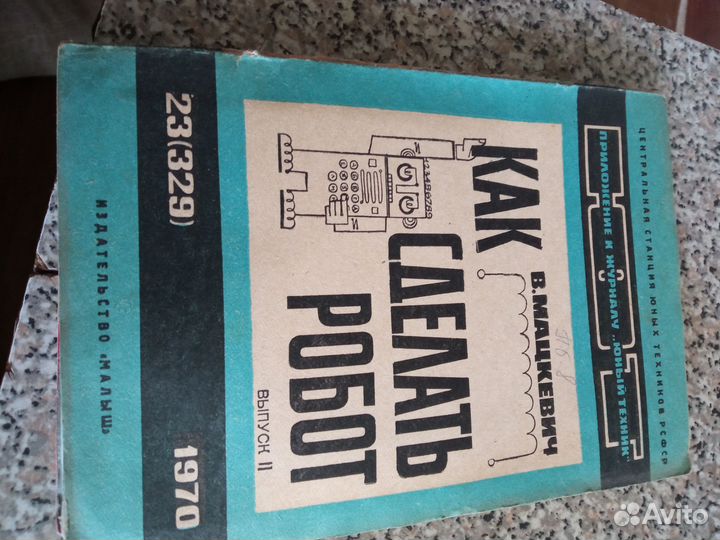 ЦЕНТРАЛЬНАЯ СТАНЦИЯ ЮНЫХ ТЕХНИКОВ РСФСР
ПРИЛОЖЕНИЕ К ЖУРНАЛУ „ЮНЫЙ ТЕХНИК"
В. МАЦКЕВИЧ
КАК
СДЕЛАТЬ
РОБОТ
ВЫПУСК II
23(329) 1970
ИЗДАТЕЛЬСТВО «МАЛЫШ»
Avito